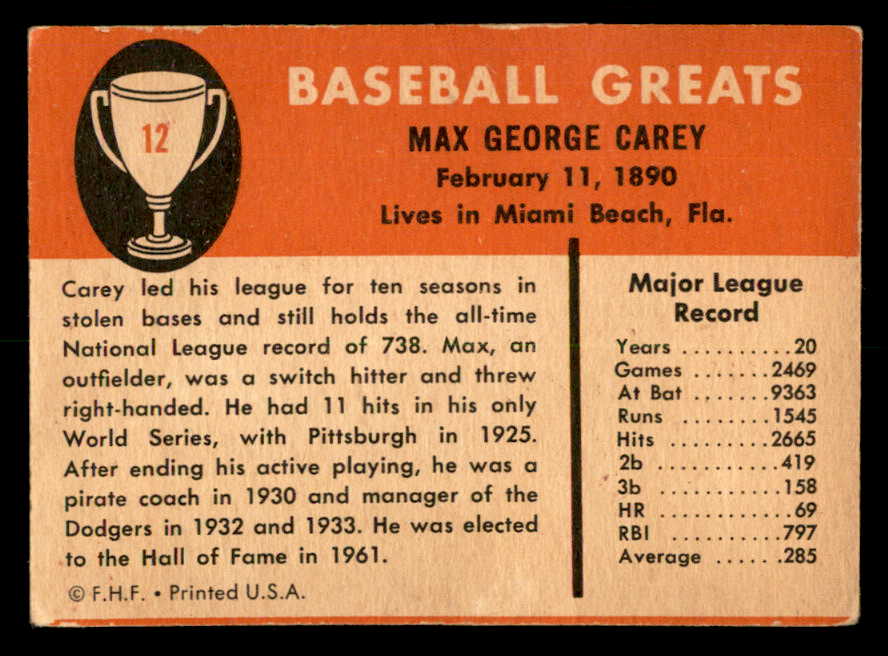 12
BASEBALL GREATS
MAX GEORGE CAREY
February 11, 1890
Lives in Miami Beach, Fla.
Carey led his league for ten seasons in
stolen bases and still holds the all-time
National League record of 738. Max, an
outfielder, was a switch hitter and threw
right-handed. He had 11 hits in his only
World Series, with Pittsburgh in 1925.
After ending his active playing, he was a
pirate coach in 1930 and manager of the
Dodgers in 1932 and 1933. He was elected
to the Hall of Fame in 1961.
© F.H.F. • Printed U.S.A.
Major League
Record
Years ..........20
Games .......2469
At Bat .......9363
Runs ........1545
Hits .........2665
2b ...........419
3b ...........158
HR ............69
RBI ..........797
Average ......285